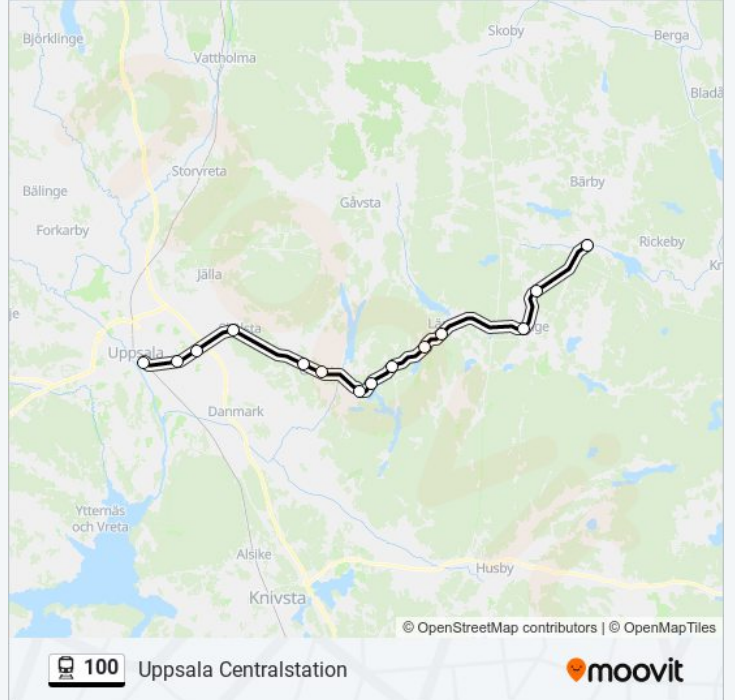 Björklinge
Skoby
Berga
Vattholma
Storvreta
Bärby
Bälinge
Gåvsta
Forkarby
Rickeby
Jälla
Uppsala
Danmark
Ytternäs
och Vreta
Alsike
Husby
Knivsta
© OpenStreetMap contributors | © OpenMapTiles
100 Uppsala Centralstation
moovit